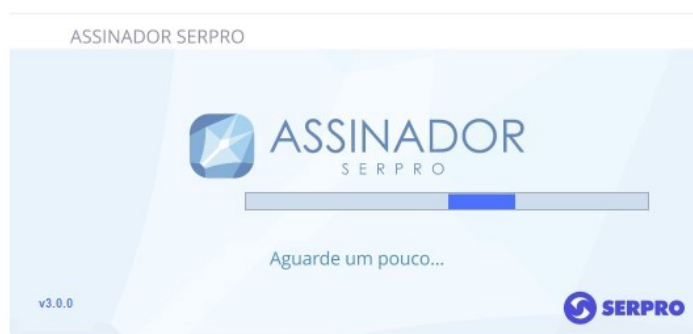 ASSINADOR SERPRO
ASSINADOR
SERPRO
Aguarde um pouco...
v3.0.0
SERPRO